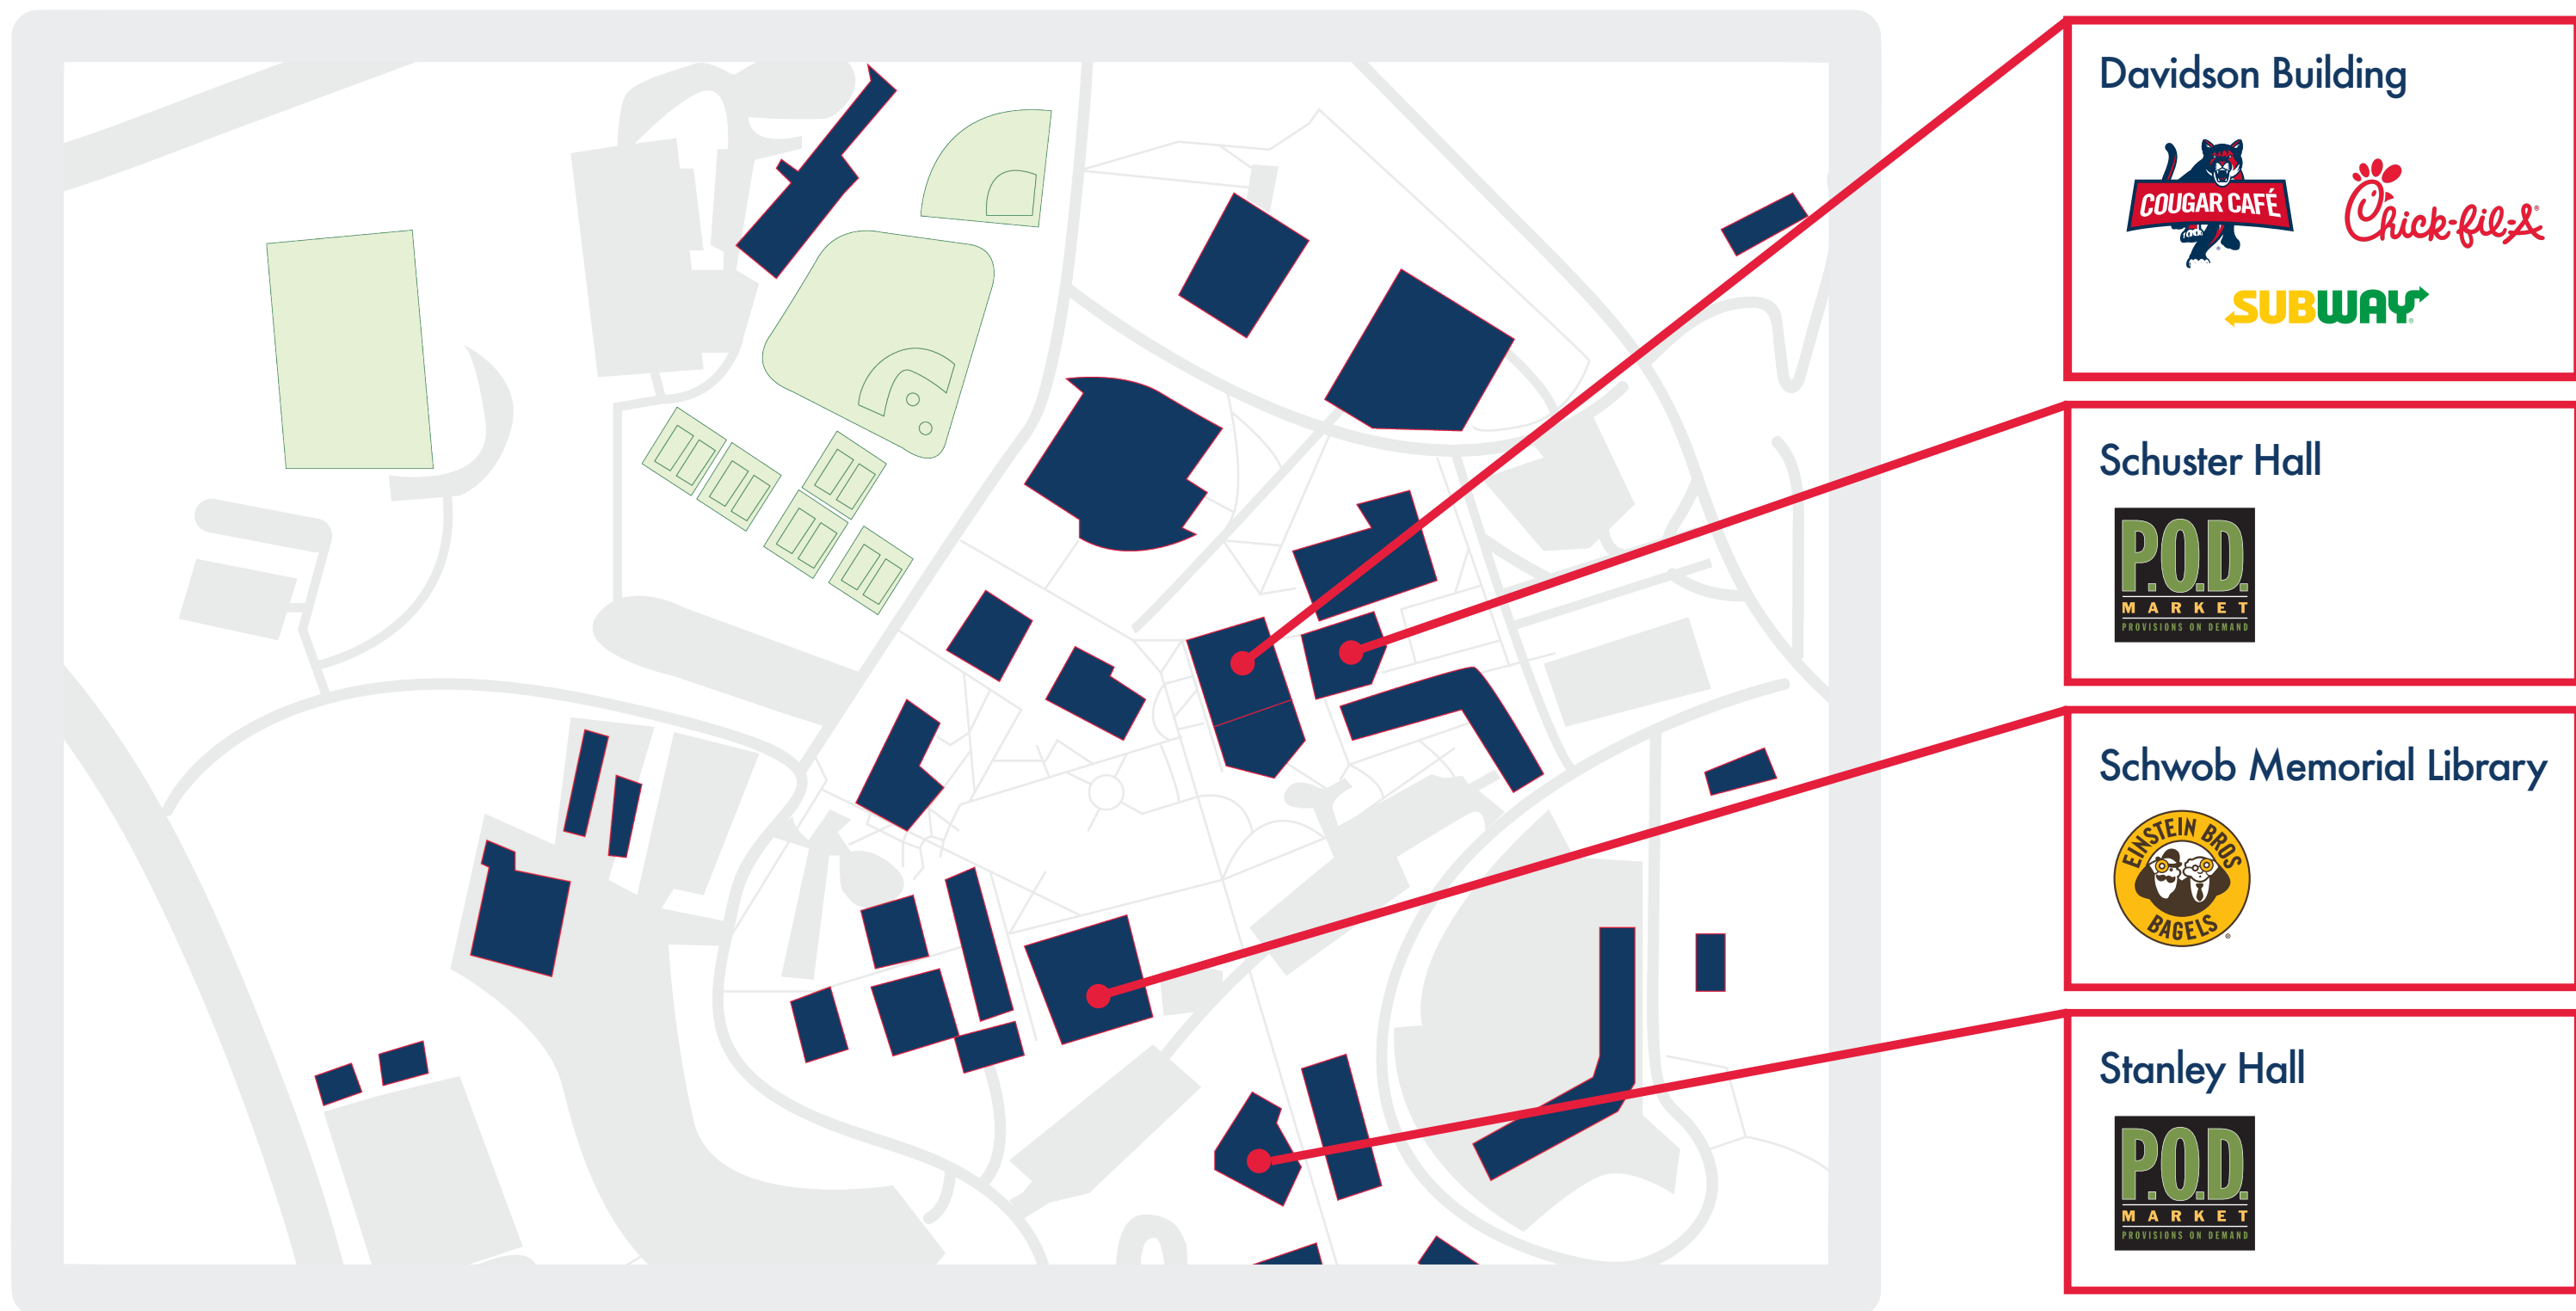 Davidson Building
COUGAR CAFÉ
Chick-fil-A®
SUBWAY®
Schuster Hall
P.O.D.
MARKET
PROVISIONS ON DEMAND
Schwob Memorial Library
EINSTEIN BROS
BAGELS®
Stanley Hall
P.O.D.
MARKET
PROVISIONS ON DEMAND